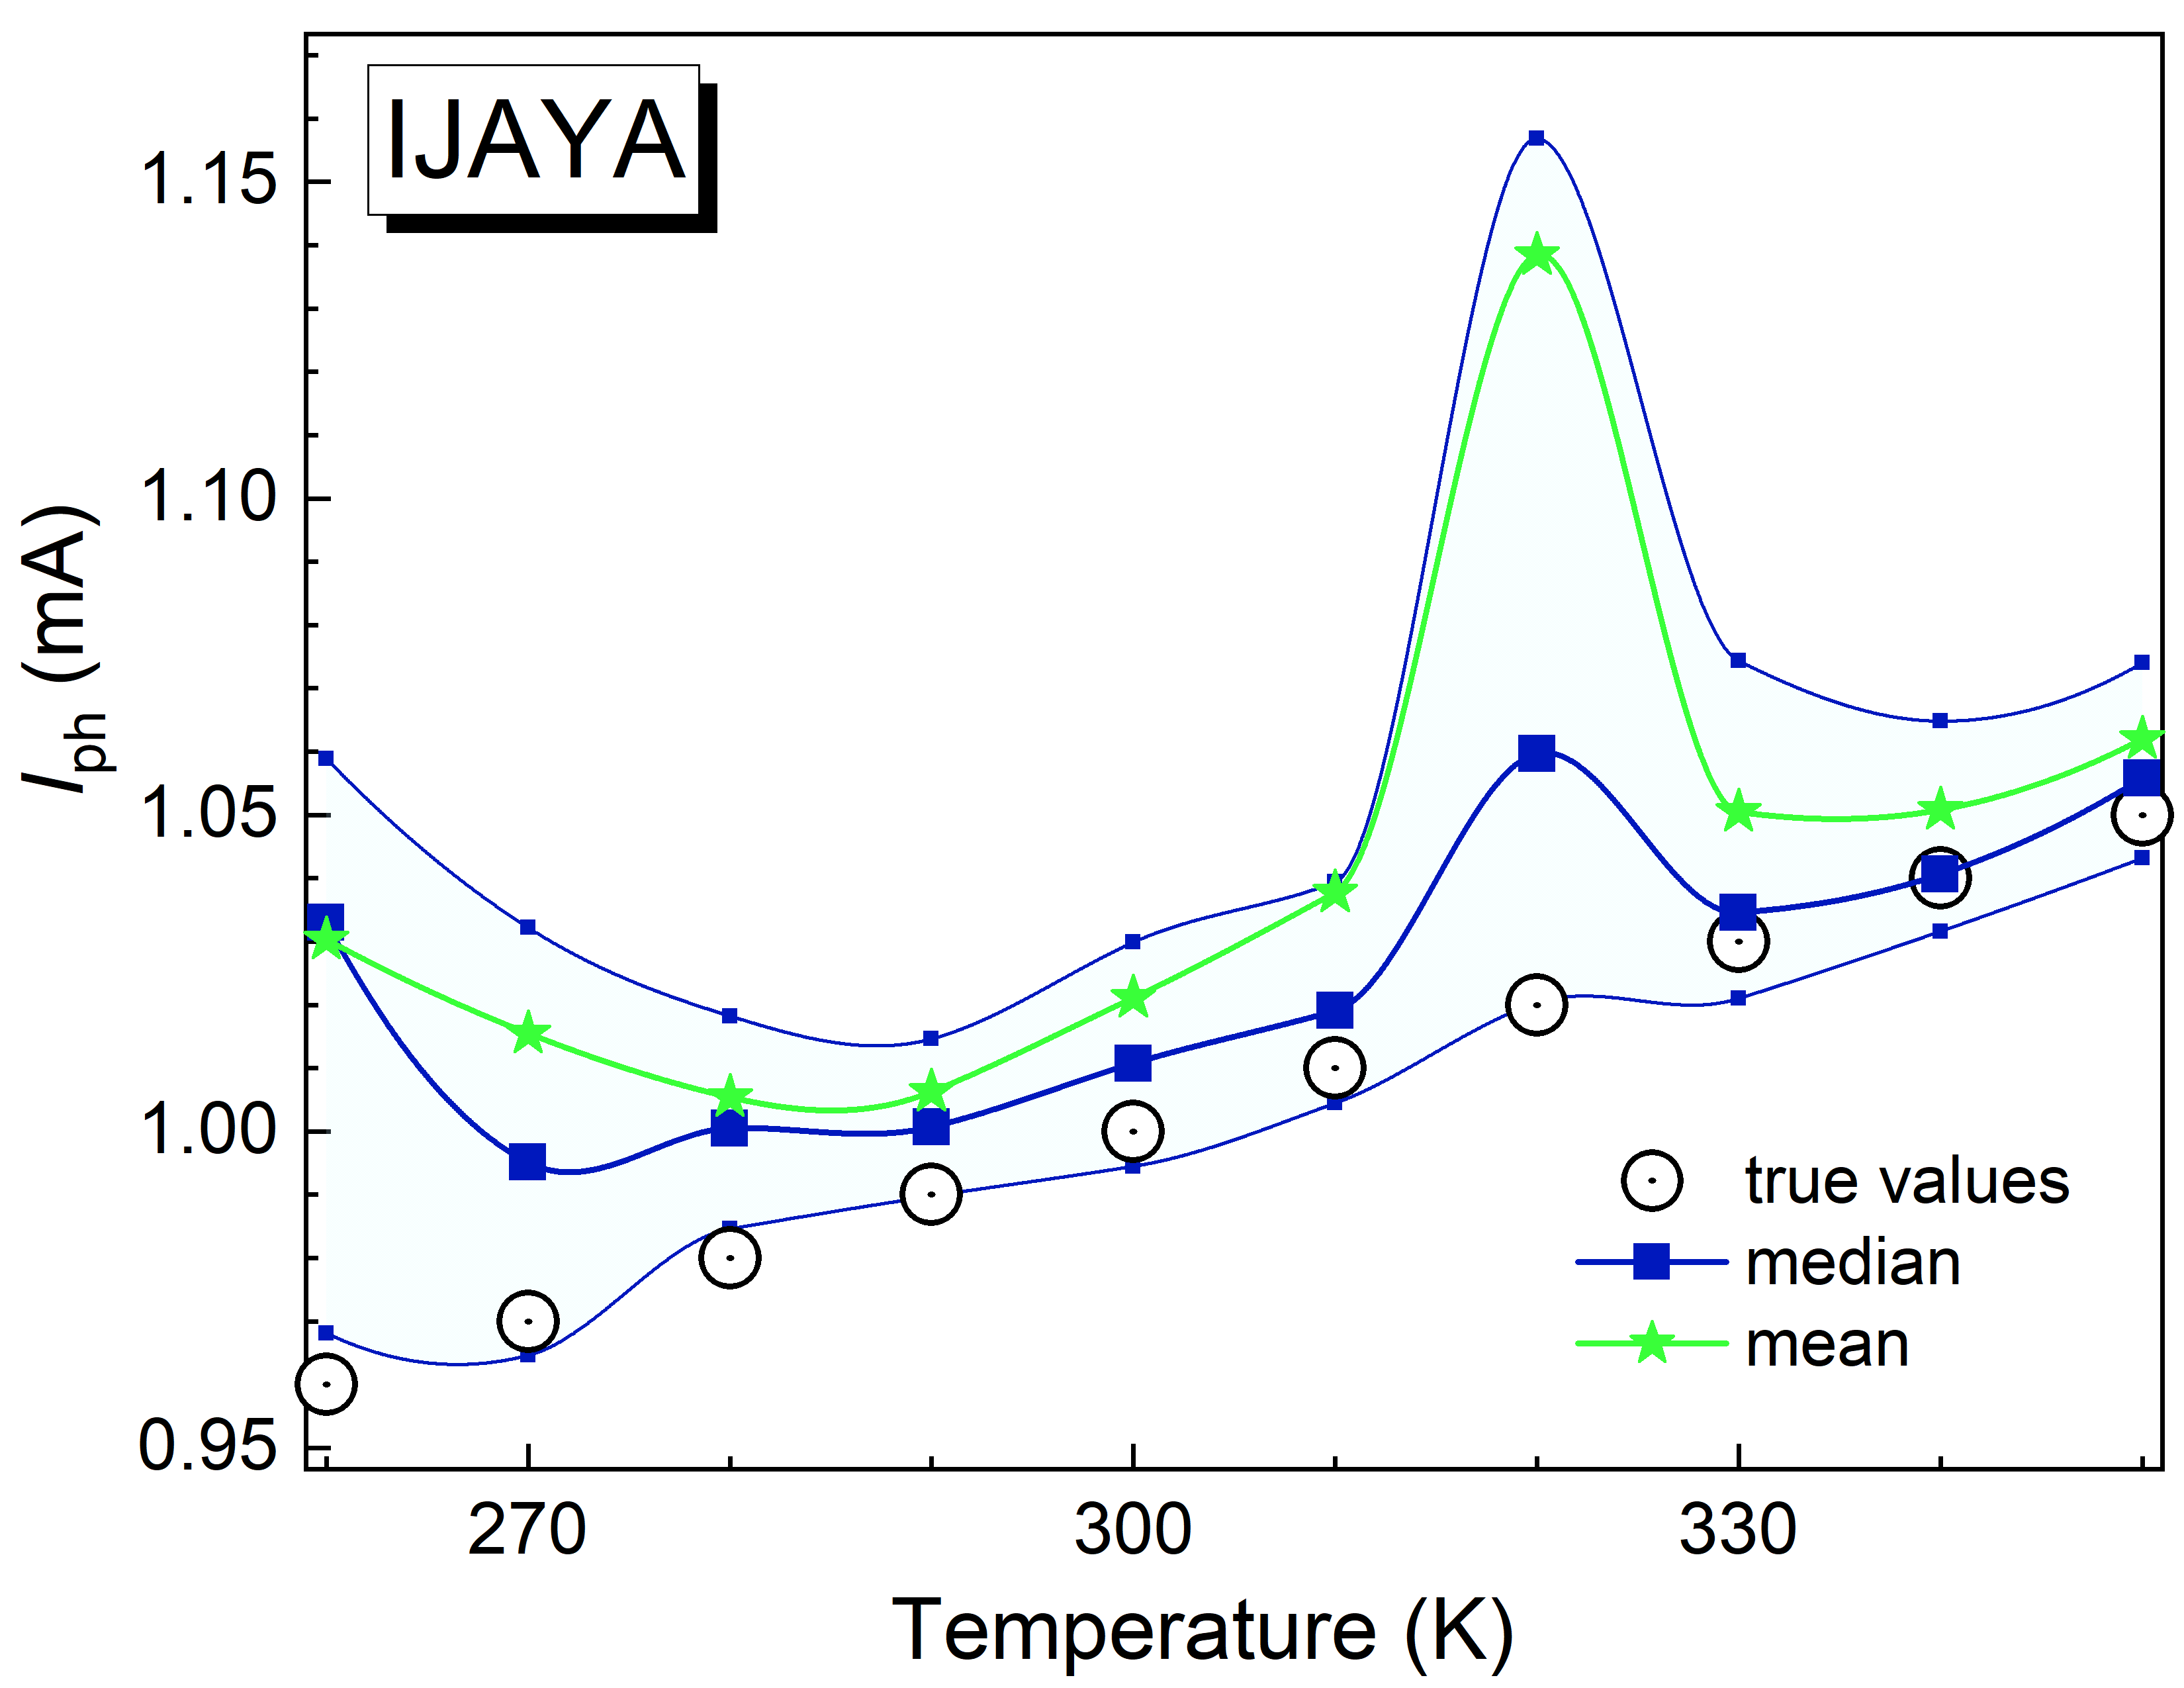 IJAYA
1.15
1.10
1.05
1.00
0.95
Iph (mA)
true values
median
mean
270 300 330
Temperature (K)